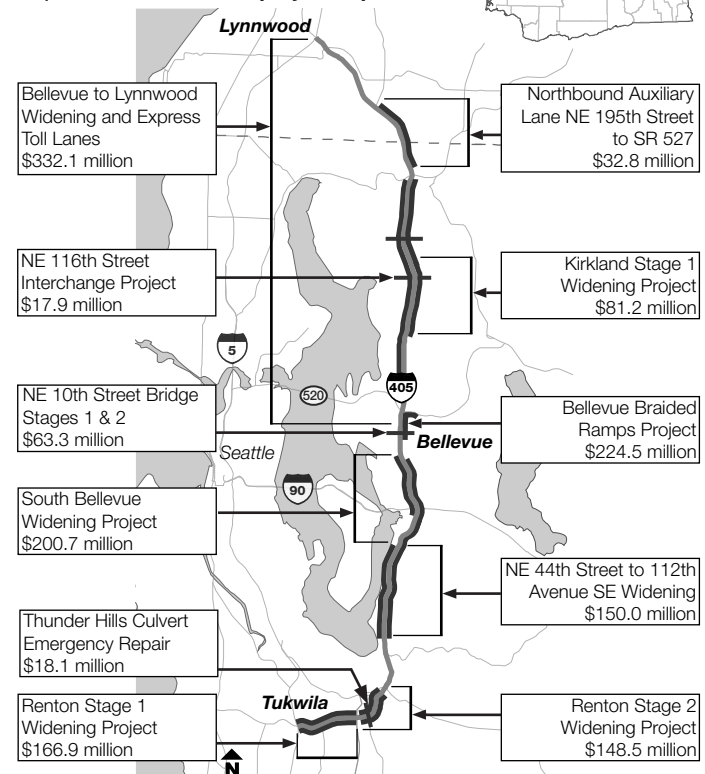 Lynnwood
Bellevue to Lynnwood
Widening and Express
Toll Lanes
$332.1 million
Northbound Auxiliary
Lane NE 195th Street
to SR 527
$32.8 million
NE 116th Street
Interchange Project
$17.9 million
Kirkland Stage 1
Widening Project
$81.2 million
5
405
520
NE 10th Street Bridge
Stages 1 & 2
$63.3 million
Seattle
Bellevue
Bellevue Braided
Ramps Project
$224.5 million
90
South Bellevue
Widening Project
$200.7 million
NE 44th Street to 112th
Avenue SE Widening
$150.0 million
Thunder Hills Culvert
Emergency Repair
$18.1 million
Tukwila
Renton Stage 1
Widening Project
$166.9 million
Renton Stage 2
Widening Project
$148.5 million
N